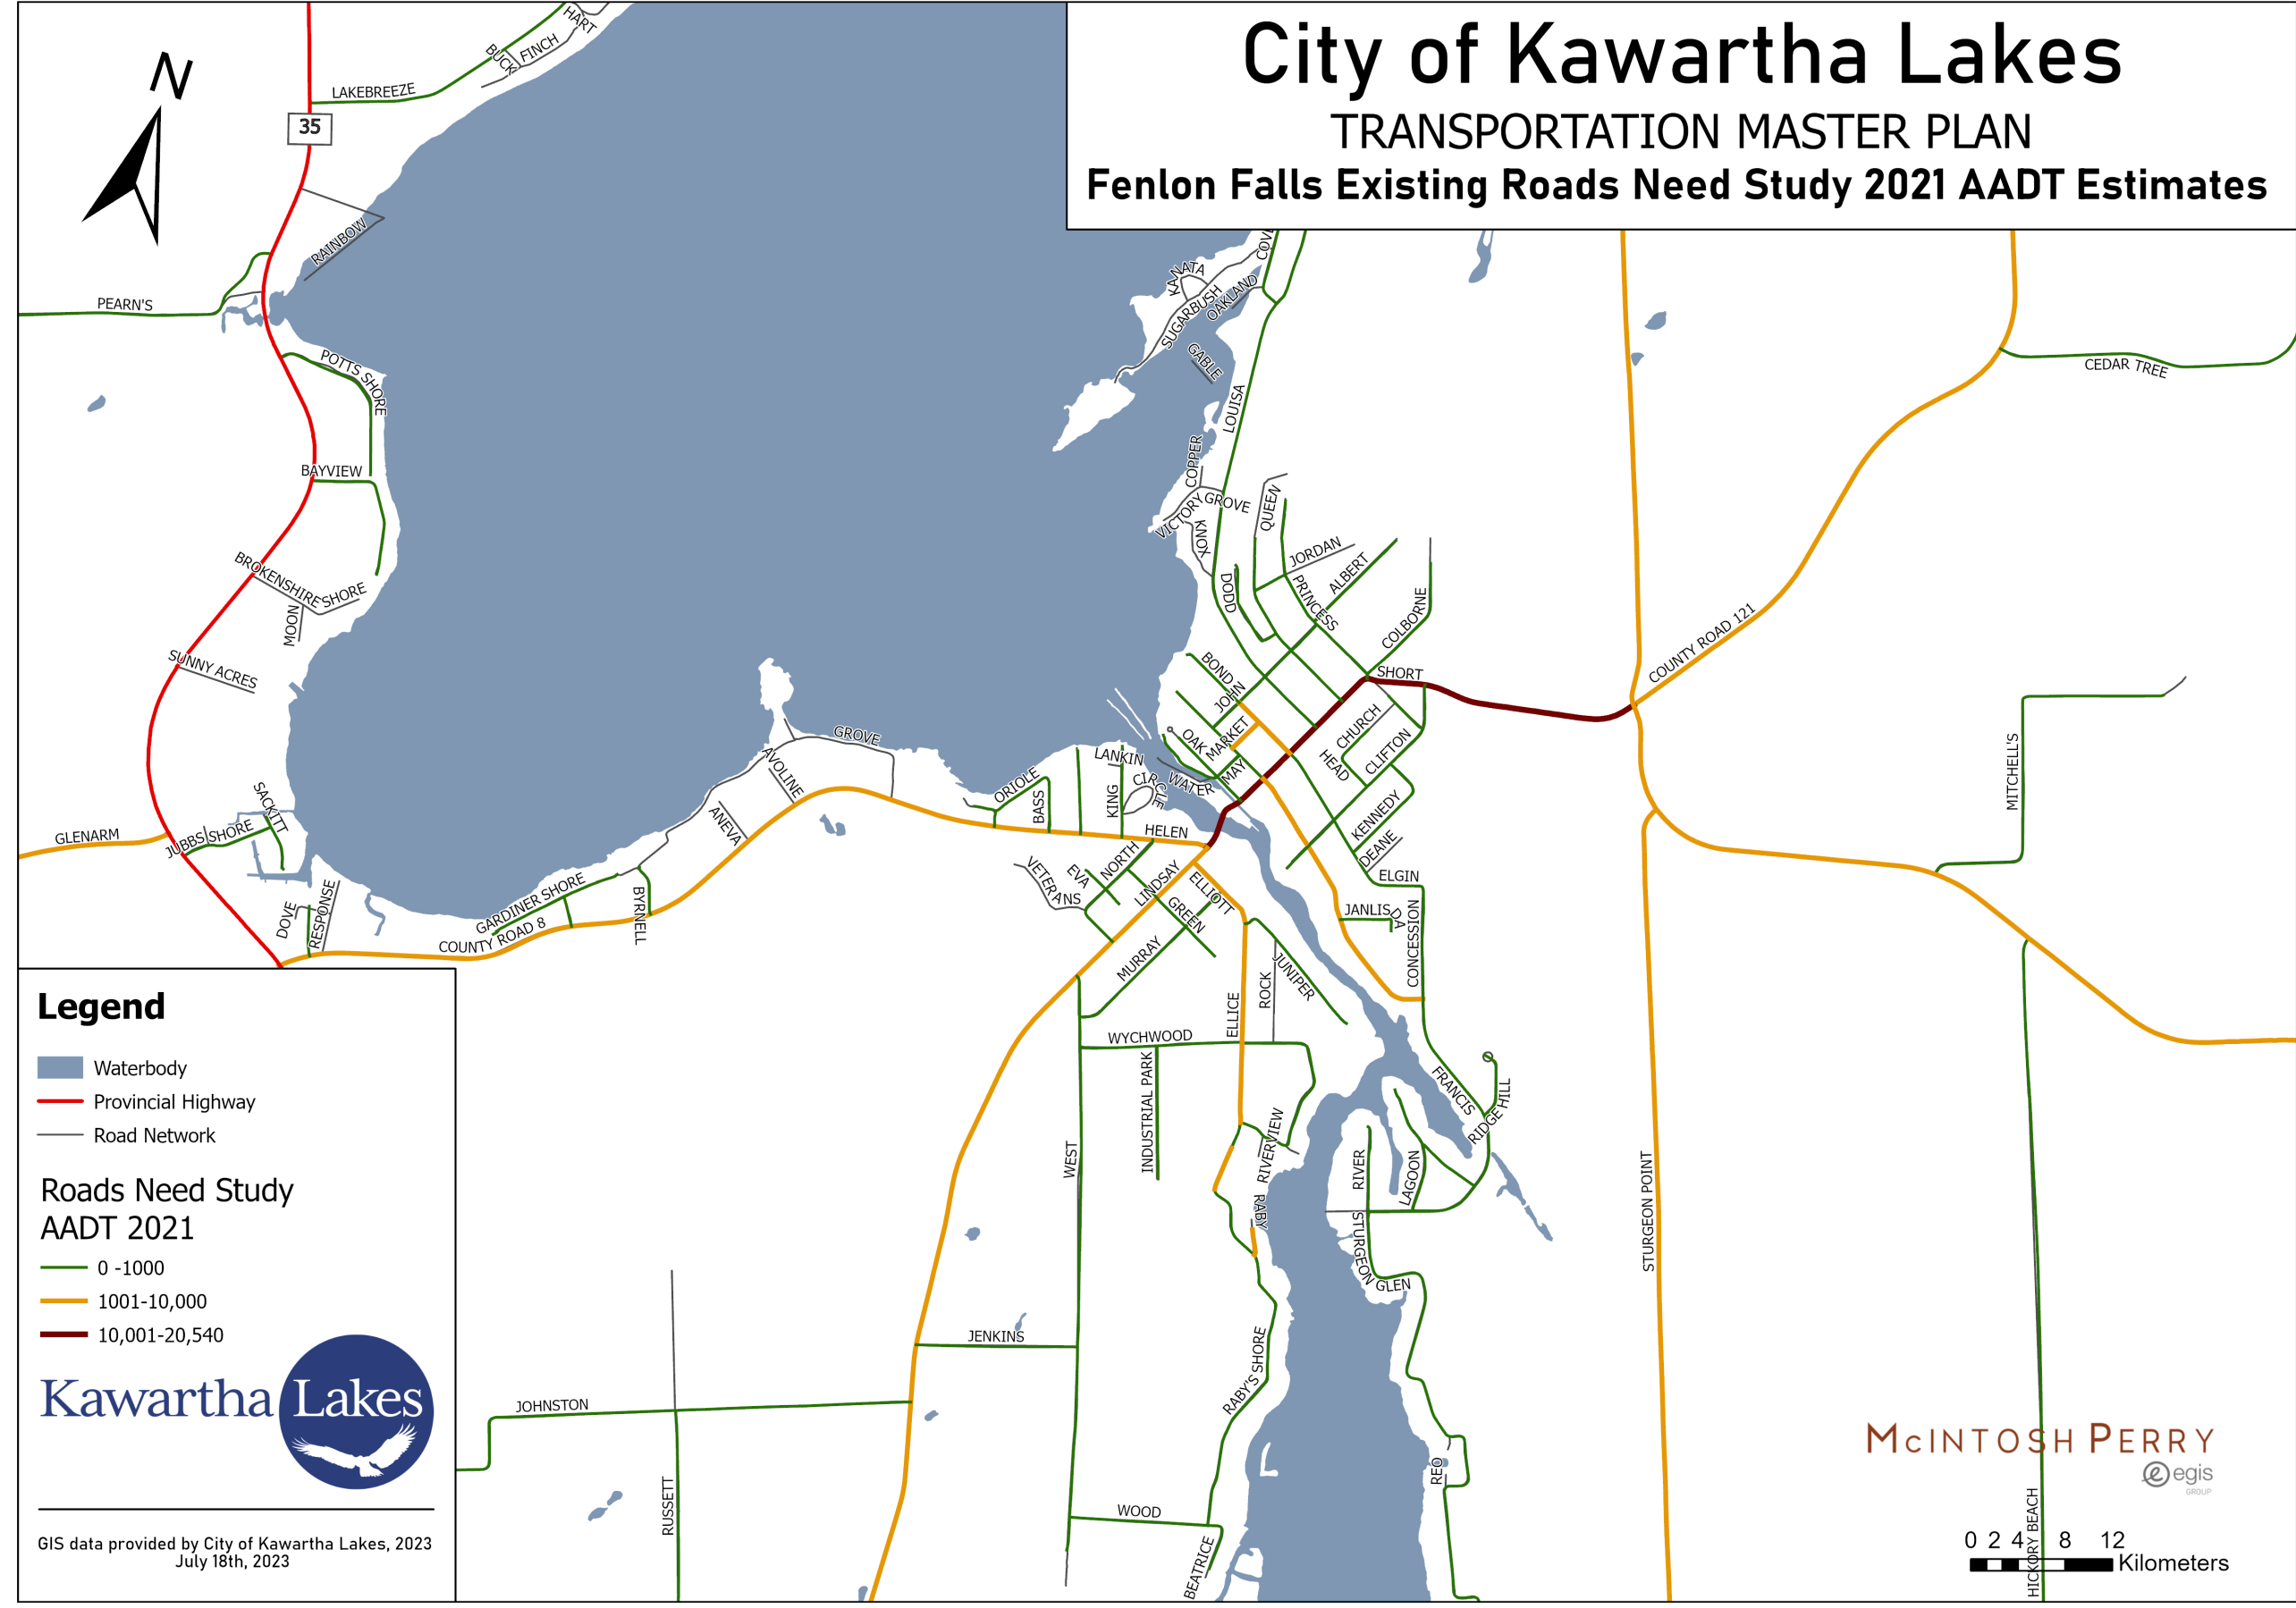 City of Kawartha Lakes
TRANSPORTATION MASTER PLAN
Fenlon Falls Existing Roads Need Study 2021 AADT Estimates
N
HART
FINCH
BUCK
LAKEBREEZE
35
RAINBOW
PEARN'S
POTTS SHORE
BAYVIEW
BROKENSHIRE SHORE
MOON
SUNNY ACRES
SACKITT
JUBBS SHORE
GLENARM
DOVE
RESPONSE
GARDINER SHORE
COUNTY ROAD 8
BYRNELL
ANEVA
AVOLINE
GROVE
ORIOLE
BASS
LANKIN
KING
CIRCLE
WATER
HELEN
KANATA
SUGARBUSH
OAKLAND
GABLE
LOUISA
COPPER
VICTORY
GROVE
KNOX
QUEEN
DODD
JORDAN
PRINCESS
ALBERT
COLBORNE
SHORT
BOND
JOHN
MARKET
OAK
MAY
CHURCH
HEAD
CLIFTON
KENNEDY
DEANE
ELGIN
JANLISDA
CONCESSION
COUNTY ROAD 121
CEDAR TREE
MITCHELL'S
VETERANS
EVA
NORTH
LINDSAY
ELLIOTT
GREEN
MURRAY
ELLICE
ROCK
JUNIPER
WYCHWOOD
INDUSTRIAL PARK
WEST
RIVERVIEW
RABY
RIVER
LAGOON
FRANCIS
RIDGE HILL
STURGEON GLEN
STURGEON POINT
JENKINS
JOHNSTON
RUSSETT
RABY'S SHORE
WOOD
BEATRICE
REO
HICKORY BEACH
Legend
Waterbody
Provincial Highway
Road Network
Roads Need Study
AADT 2021
0 -1000
1001-10,000
10,001-20,540
Kawartha Lakes
GIS data provided by City of Kawartha Lakes, 2023
July 18th, 2023
McINTOSH PERRY
egis
GROUP
0 2 4 8 12
Kilometers